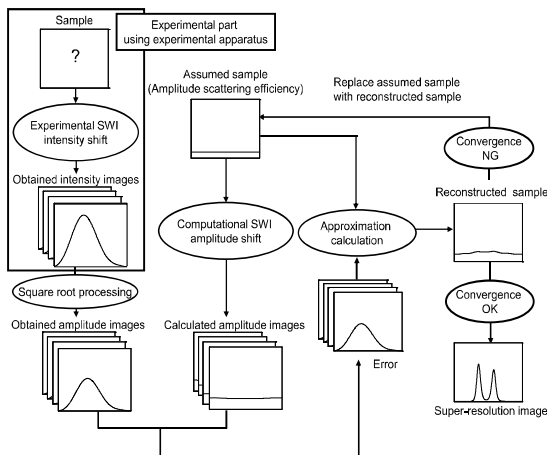 Sample
Experimental part
using experimental apparatus
?
Experimental SWI
intensity shift
Obtained intensity images
Square root processing
Obtained amplitude images
Assumed sample
(Amplitude scattering efficiency)
Computational SWI
amplitude shift
Calculated amplitude images
Replace assumed sample
with reconstructed sample
Approximation
calculation
Error
Convergence
NG
Reconstructed sample
Convergence
OK
Super-resolution image